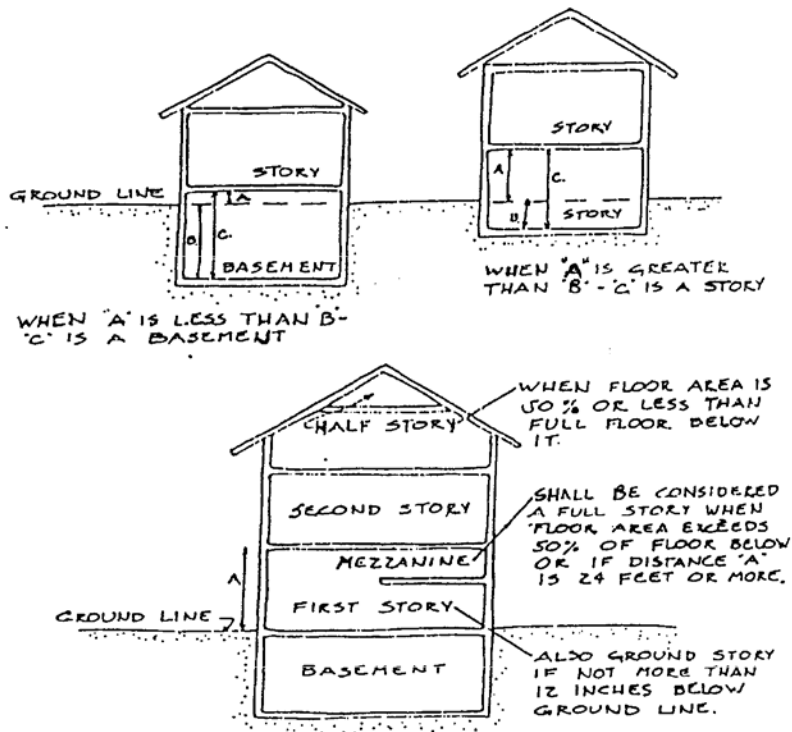 STORY
GROUND LINE
A.
B.
C.
BASEMENT
WHEN "A" IS LESS THAN "B"-
"C" IS A BASEMENT
STORY
A
C.
B.
STORY
WHEN "A" IS GREATER
THAN "B"-"C" IS A STORY
HALF STORY
WHEN FLOOR AREA IS
50% OR LESS THAN
FULL FLOOR BELOW
IT.
SECOND STORY
MEZZANINE
SHALL BE CONSIDERED
A FULL STORY WHEN
FLOOR AREA EXCEEDS
50% OF FLOOR BELOW
OR IF DISTANCE "A"
IS 24 FEET OR MORE.
A
FIRST STORY
GROUND LINE
BASEMENT
ALSO GROUND STORY
IF NOT MORE THAN
12 INCHES BELOW
GROUND LINE.